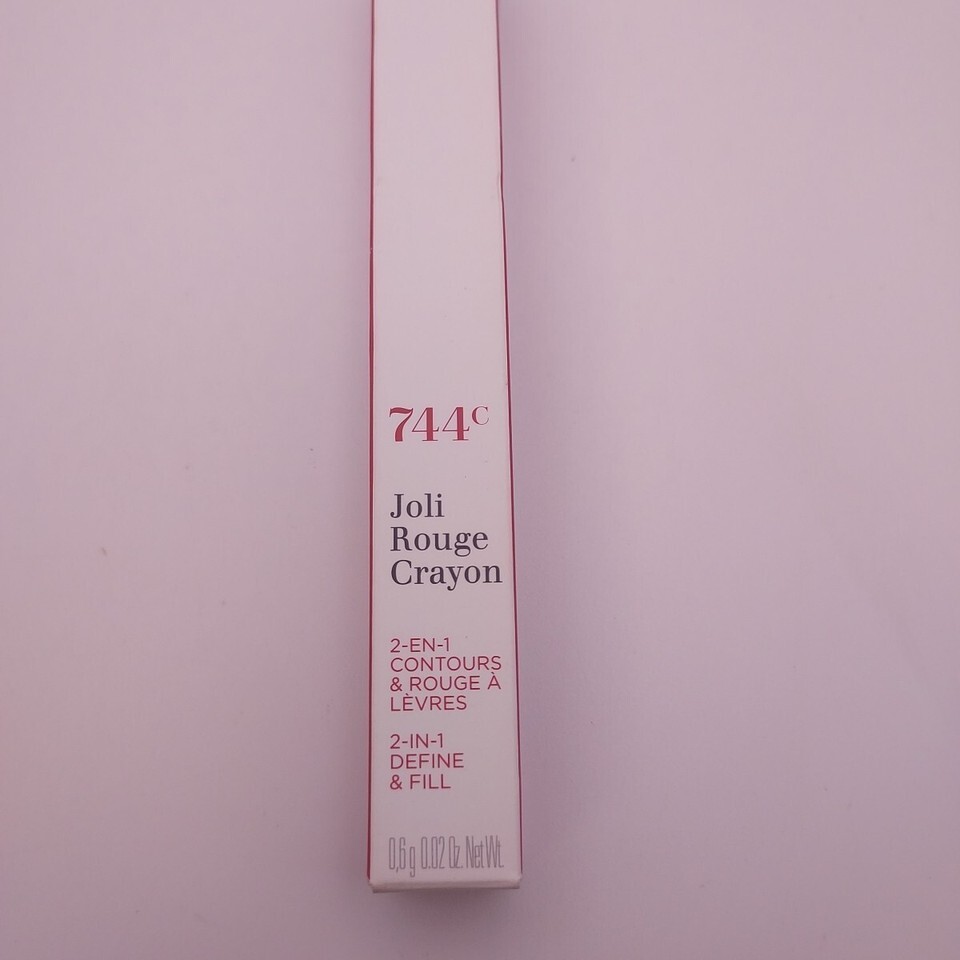 744C
Joli
Rouge
Crayon
2-EN-1
CONTOURS
& ROUGE À
LÈVRES
2-IN-1
DEFINE
& FILL
0,6 g 0.02 Oz. Net Wt.